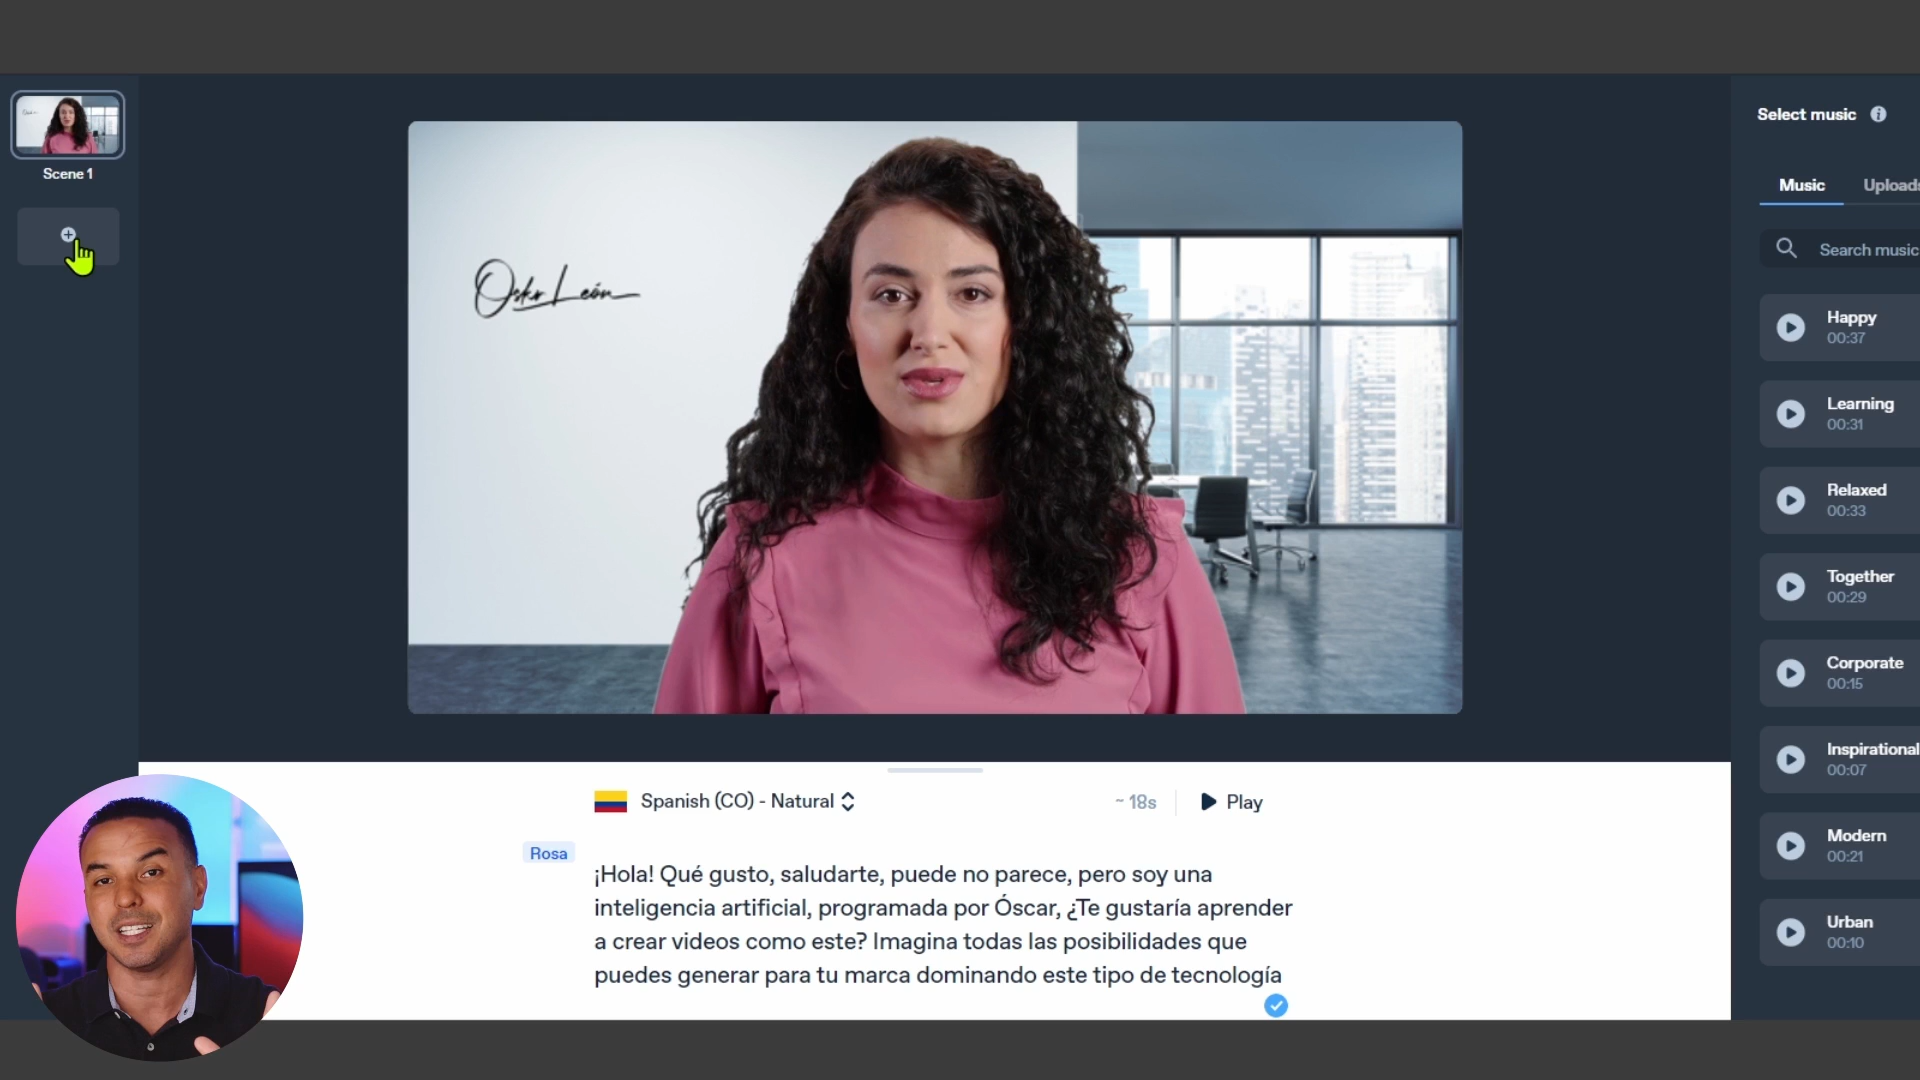 Scene 1
Oskr León
Select music
Music Uploads
Search music
Happy
00:37
Learning
00:31
Relaxed
00:33
Together
00:29
Corporate
00:15
Inspirational
00:07
Modern
00:21
Urban
00:10
Spanish (CO) - Natural ~ 18s Play
Rosa
¡Hola! Qué gusto, saludarte, puede no parece, pero soy una
inteligencia artificial, programada por Óscar, ¿Te gustaría aprender
a crear videos como este? Imagina todas las posibilidades que
puedes generar para tu marca dominando este tipo de tecnología